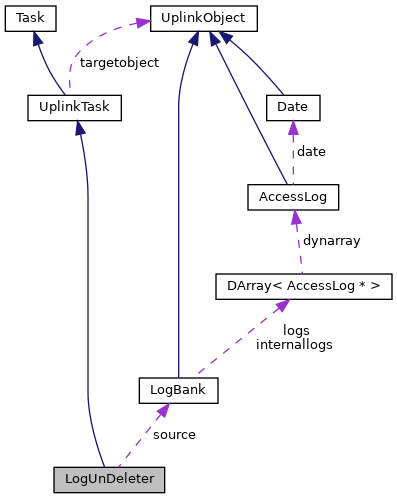 Task
UplinkObject
targetobject
UplinkTask
Date
date
AccessLog
dynarray
DArray< AccessLog * >
logs
internallogs
LogBank
source
LogUnDeleter